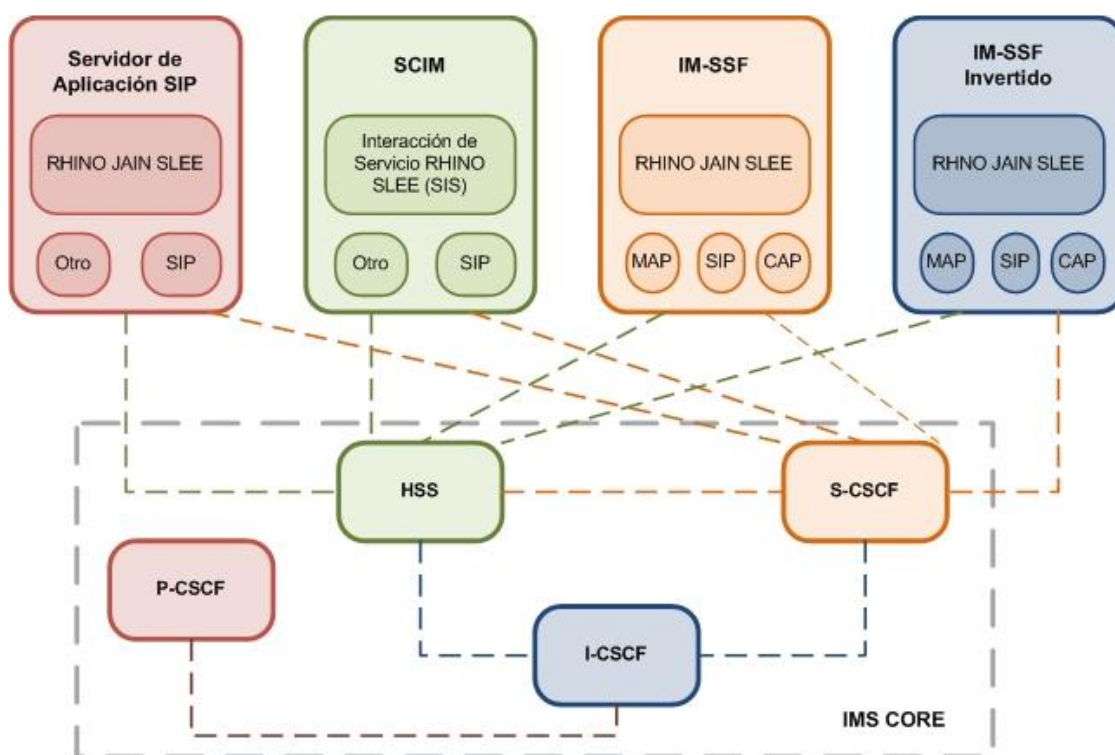 Servidor de
Aplicación SIP
RHINO JAIN SLEE
Otro
SIP
SCIM
Interacción de
Servicio RHINO
SLEE (SIS)
Otro
SIP
IM-SSF
RHINO JAIN SLEE
MAP
SIP
CAP
IM-SSF
Invertido
RHNO JAIN SLEE
MAP
SIP
CAP
HSS
S-CSCF
P-CSCF
I-CSCF
IMS CORE